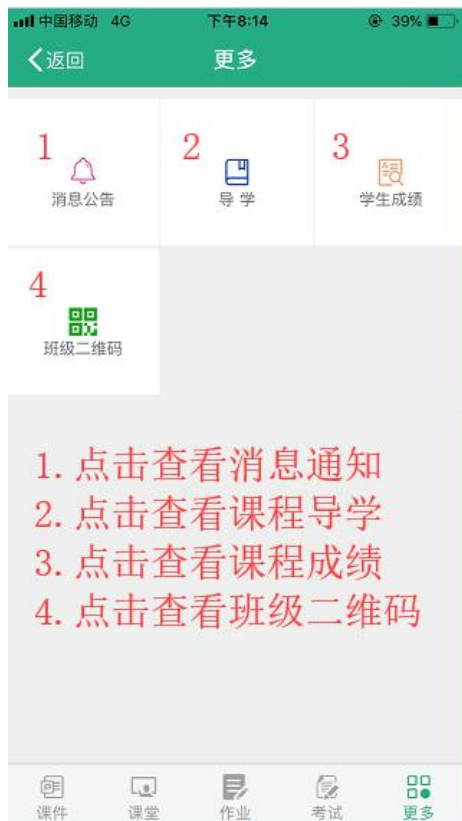 中国移动 4G 下午8:14 39%
返回 更多
1 2 3
消息公告 导学 学生成绩
4
班级二维码
1.点击查看消息通知
2.点击查看课程导学
3.点击查看课程成绩
4.点击查看班级二维码
课件 课堂 作业 考试 更多